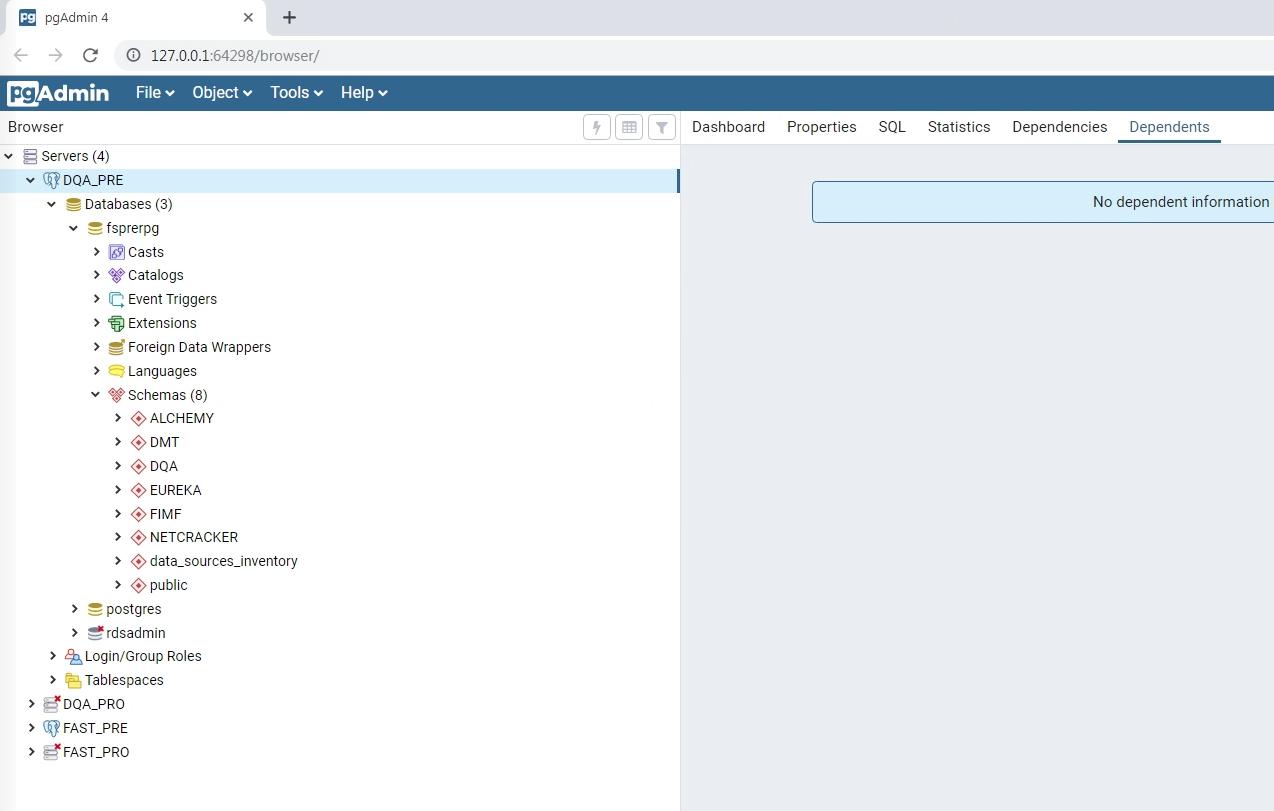 pgAdmin 4
127.0.0.1:64298/browser/
pgAdmin File Object Tools Help
Browser
Dashboard Properties SQL Statistics Dependencies Dependents
No dependent information
Servers (4)
DQA_PRE
Databases (3)
fsprerpg
Casts
Catalogs
Event Triggers
Extensions
Foreign Data Wrappers
Languages
Schemas (8)
ALCHEMY
DMT
DQA
EUREKA
FIMF
NETCRACKER
data_sources_inventory
public
postgres
rdsadmin
Login/Group Roles
Tablespaces
DQA_PRO
FAST_PRE
FAST_PRO